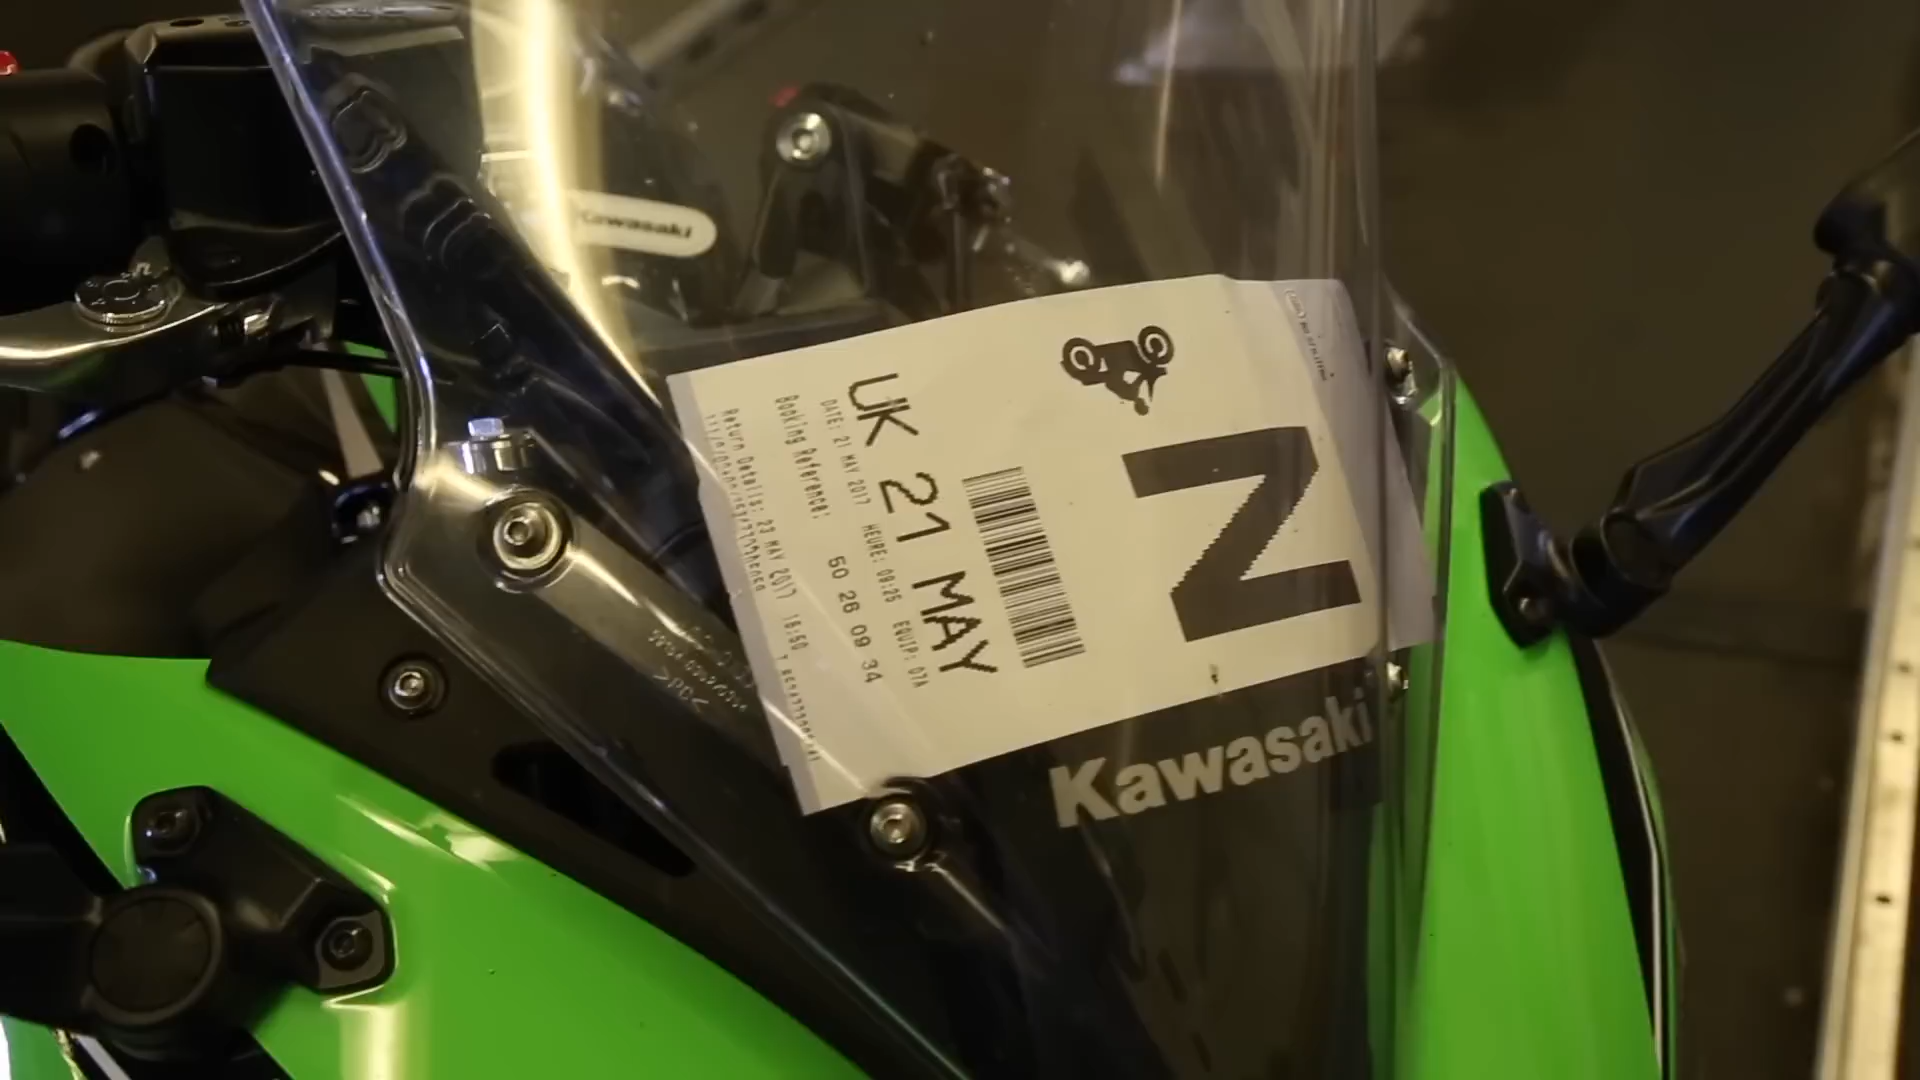 Kawasaki
N
UK 21 MAY
DATE: 21 MAY 2017 HEURE: 09:25 EQUIP: 07A
Booking Reference: 50 26 09 34
Return Details: 23 MAY 2017 18:50
Kawasaki